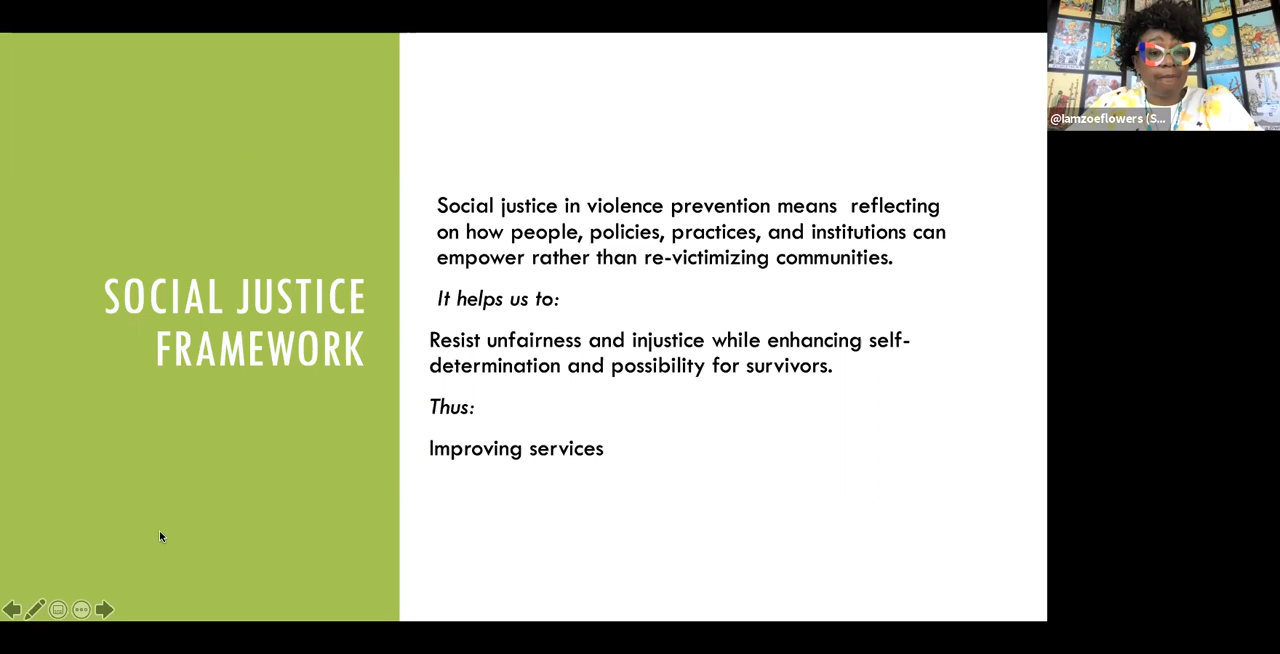 SOCIAL JUSTICE
FRAMEWORK
Social justice in violence prevention means  reflecting
on how people, policies, practices, and institutions can
empower rather than re-victimizing communities.
It helps us to:
Resist unfairness and injustice while enhancing self-
determination and possibility for survivors.
Thus:
Improving services
@Iamzoeflowers (S...